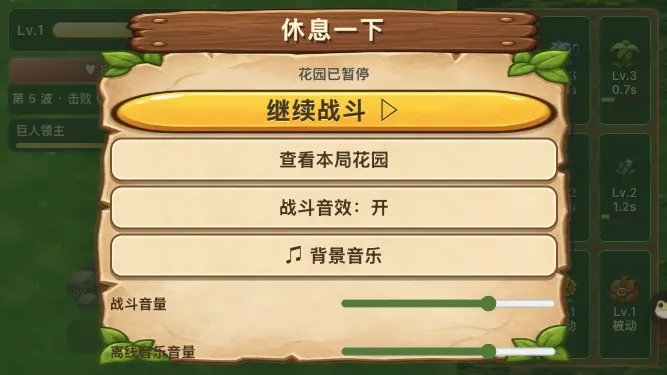 休息一下
花园已暂停
继续战斗 ▷
查看本局花园
战斗音效：开
♫ 背景音乐
战斗音量
离线音乐音量
Lv.1
第 5 波 · 击败
巨人领主
Lv.3
0.7s
Lv.2
1.2s
Lv.1
被动